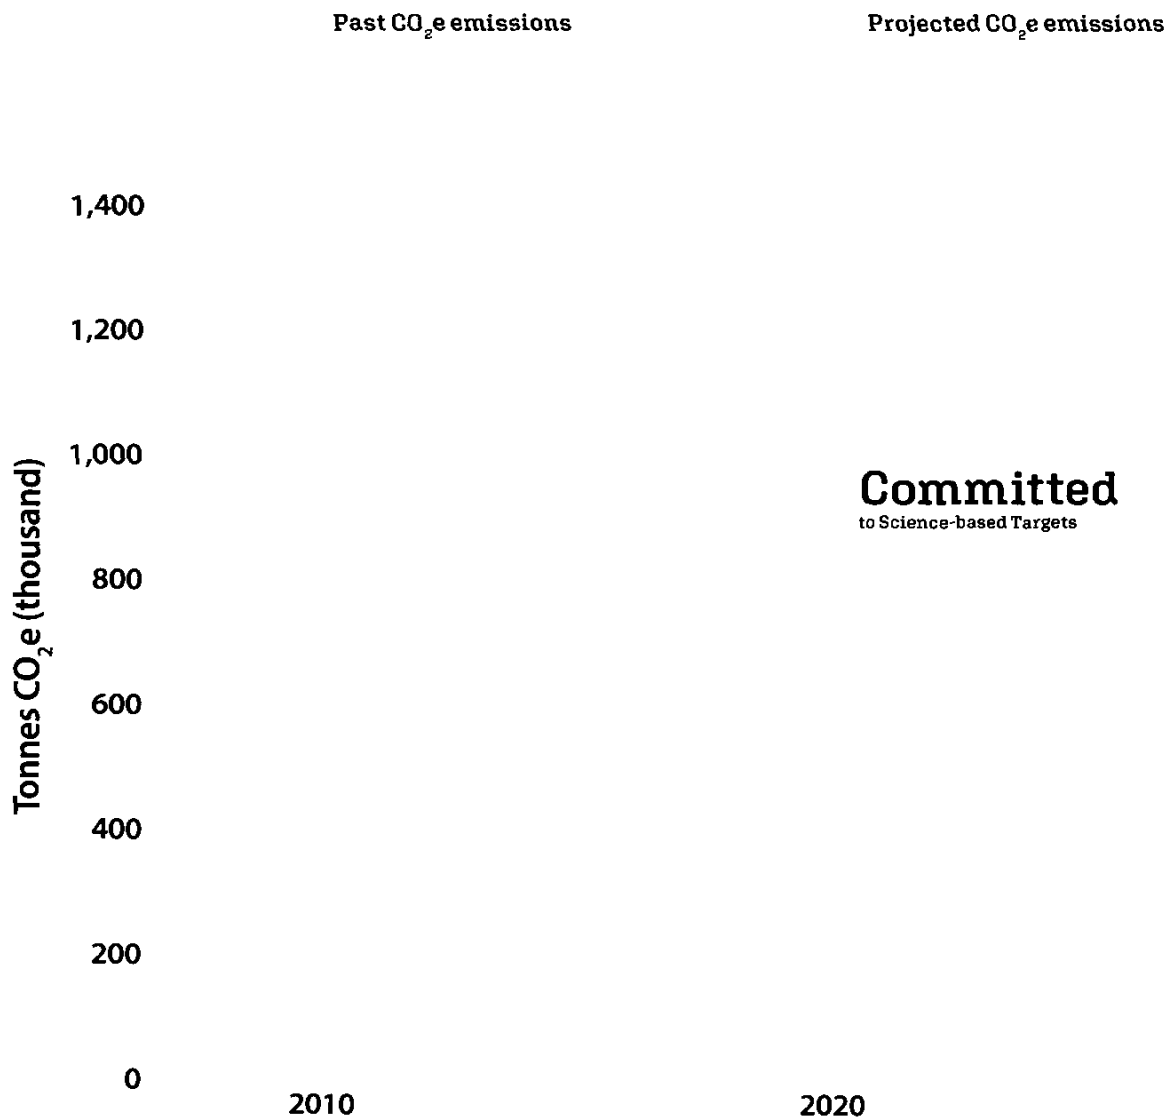 Past CO₂e emissions
Projected CO₂e emissions
1,400
1,200
1,000
800
600
400
200
0
Tonnes CO₂e (thousand)
Committed
to Science-based Targets
2010
2020